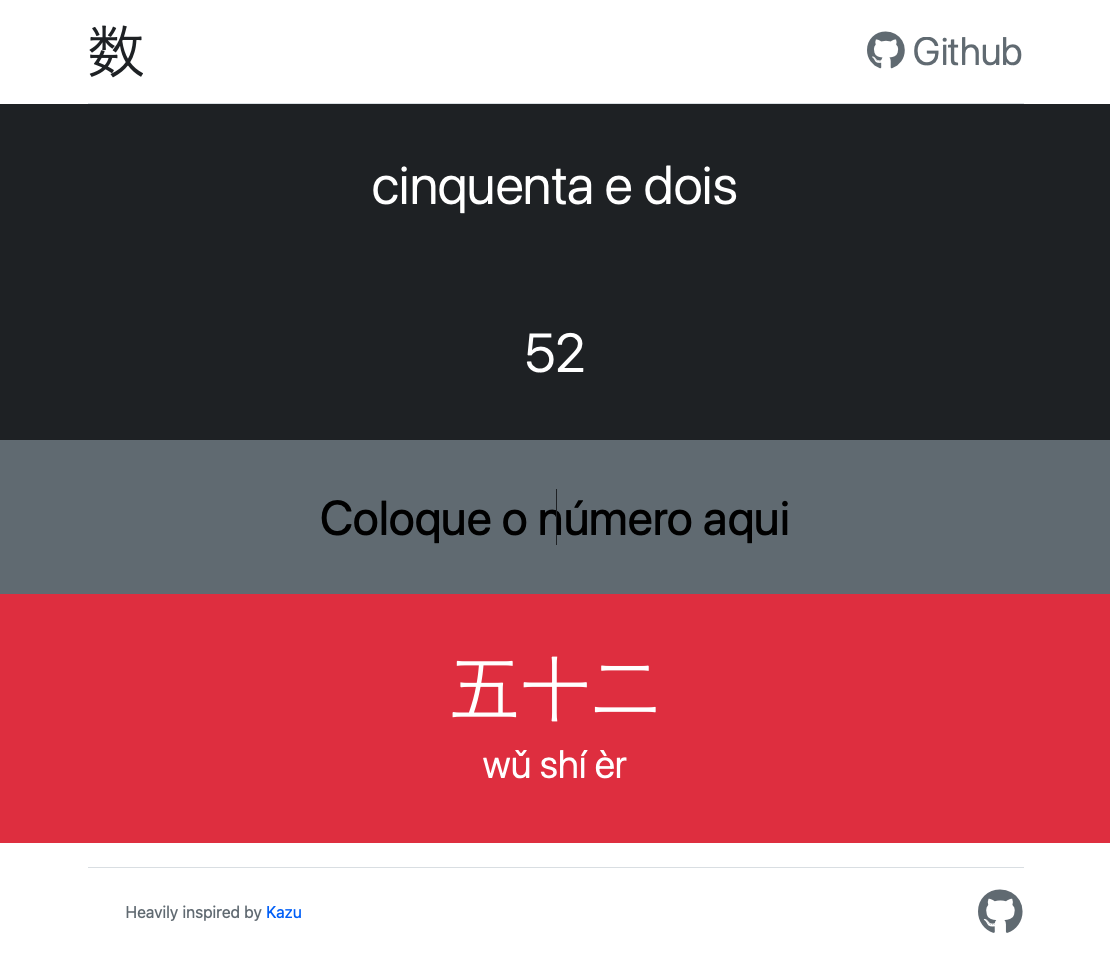 数
Github
cinquenta e dois
52
Coloque o número aqui
五十二
wǔ shí èr
Heavily inspired by Kazu